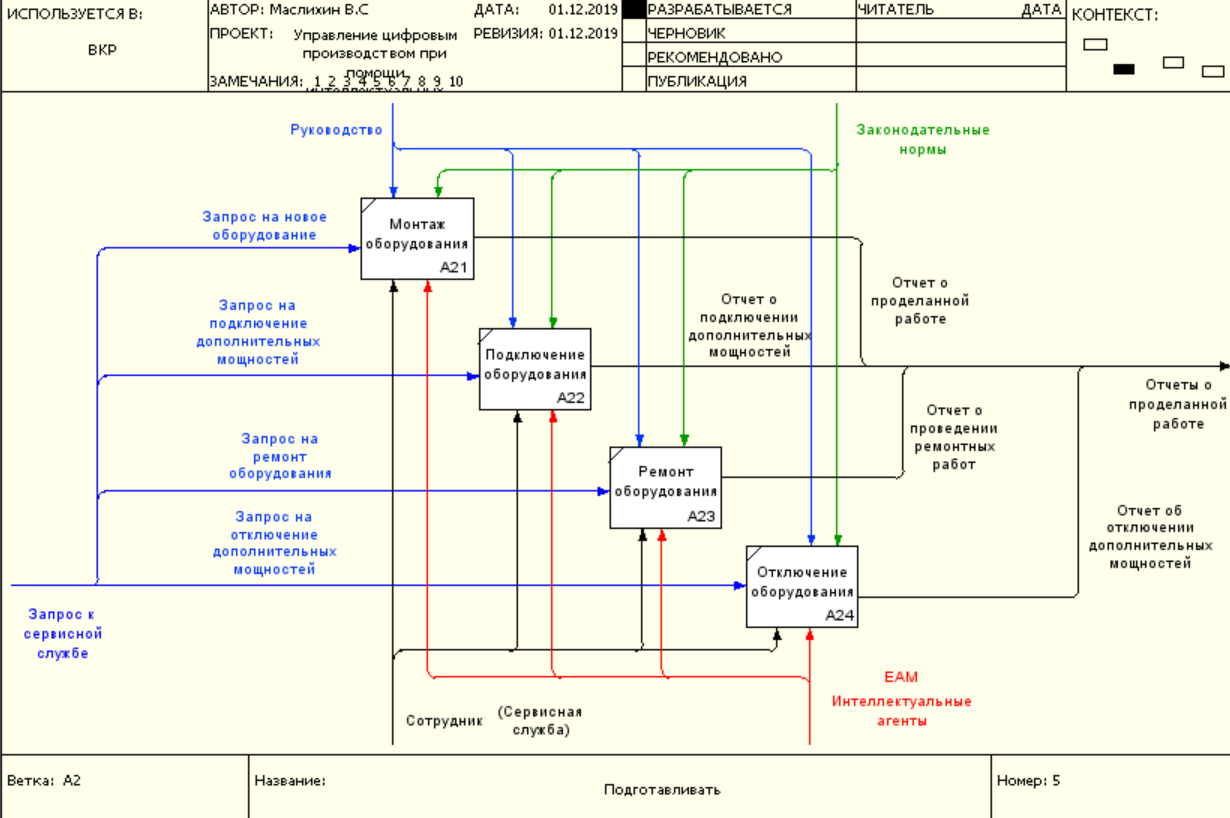 ИСПОЛЬЗУЕТСЯ В:
ВКР
АВТОР: Маслихин В.С
ДАТА: 01.12.2019
ПРОЕКТ: Управление цифровым
производством при
помощи
интеллектуальных
РЕВИЗИЯ: 01.12.2019
ЗАМЕЧАНИЯ: 1 2 3 4 5 6 7 8 9 10
РАЗРАБАТЫВАЕТСЯ
ЧЕРНОВИК
РЕКОМЕНДОВАНО
ПУБЛИКАЦИЯ
ЧИТАТЕЛЬ ДАТА
КОНТЕКСТ:
Руководство
Законодательные
нормы
Запрос на новое
оборудование
Монтаж
оборудования
A21
Отчет о
проделанной
работе
Запрос на
подключение
дополнительных
мощностей
Отчет о
подключении
дополнительных
мощностей
Подключение
оборудования
A22
Отчеты о
проделанной
работе
Отчет о
проведении
ремонтных
работ
Запрос на
ремонт
оборудования
Ремонт
оборудования
A23
Запрос на
отключение
дополнительных
мощностей
Отчет об
отключении
дополнительных
мощностей
Отключение
оборудования
A24
Запрос к
сервисной
службе
Сотрудник
(Сервисная
служба)
EAM
Интеллектуальные
агенты
Ветка: A2
Название:
Подготавливать
Номер: 5